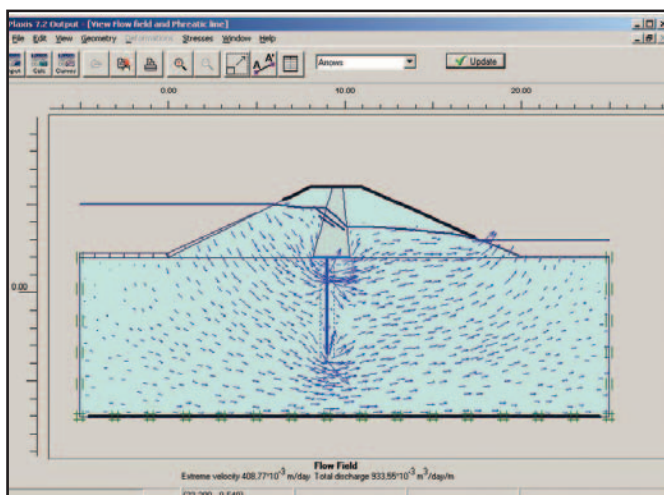 Plaxis 7.2 Output - [View Flow field and Phreatic line]
File Edit View Geometry Deformations Stresses Window Help
Input Calc Curves Arrows Update
0.00 10.00 20.00
0.00
Flow Field
Extreme velocity 408.77*10-3 m/day Total discharge 933.55*10-3 m3/day/m